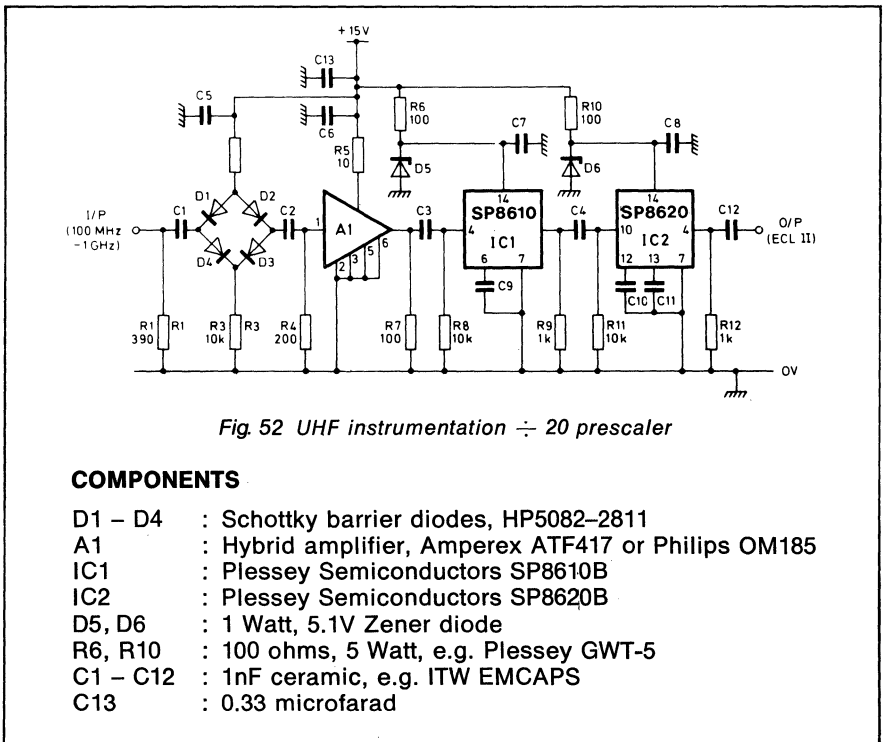 +15V
C13
C5
C6
R5
10
R6
100
C7
D5
R10
100
C8
D6
D1
D2
D4
D3
I/P
(100 MHz
–1GHz)
C1
C2
1
A1
2
3
5
6
C3
14
SP8610
4
IC1
6
7
C9
C4
14
SP8620
10
4
IC2
12
13
7
C10
C11
C12
O/P
(ECL II)
R1
390
R1
R3
10k
R3
R4
200
R7
100
R8
10k
R9
1k
R11
10k
R12
1k
0V
Fig. 52 UHF instrumentation ÷ 20 prescaler
COMPONENTS
D1 – D4 : Schottky barrier diodes, HP5082–2811
A1 : Hybrid amplifier, Amperex ATF417 or Philips OM185
IC1 : Plessey Semiconductors SP8610B
IC2 : Plessey Semiconductors SP8620B
D5, D6 : 1 Watt, 5.1V Zener diode
R6, R10 : 100 ohms, 5 Watt, e.g. Plessey GWT-5
C1 – C12 : 1nF ceramic, e.g. ITW EMCAPS
C13 : 0.33 microfarad